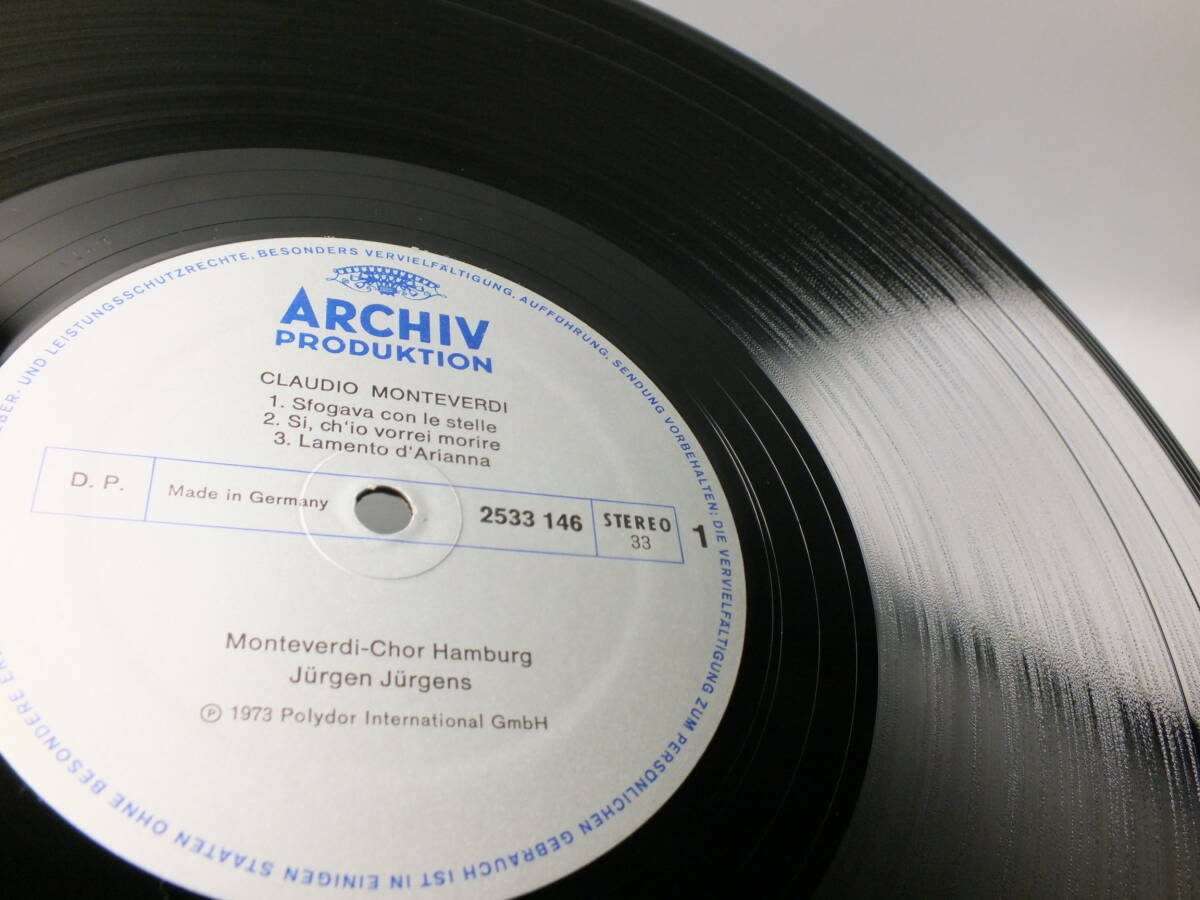 ARCHIV
PRODUKTION
CLAUDIO MONTEVERDI
1. Sfogava con le stelle
2. Si, ch'io vorrei morire
3. Lamento d'Arianna
D. P.
Made in Germany
2533 146
STEREO
33
1
Monteverdi-Chor Hamburg
Jürgen Jürgens
Ⓟ 1973 Polydor International GmbH
EBER- UND LEISTUNGSSCHUTZRECHTE, BESONDERS VERVIELFÄLTIGUNG, AUFFÜHRUNG, SENDUNG VORBEHALTEN; DIE VERVIELFÄLTIGUNG ZUM PERSÖNLICHEN GEBRAUCH IST IN EINIGEN STAATEN OHNE BESONDERE